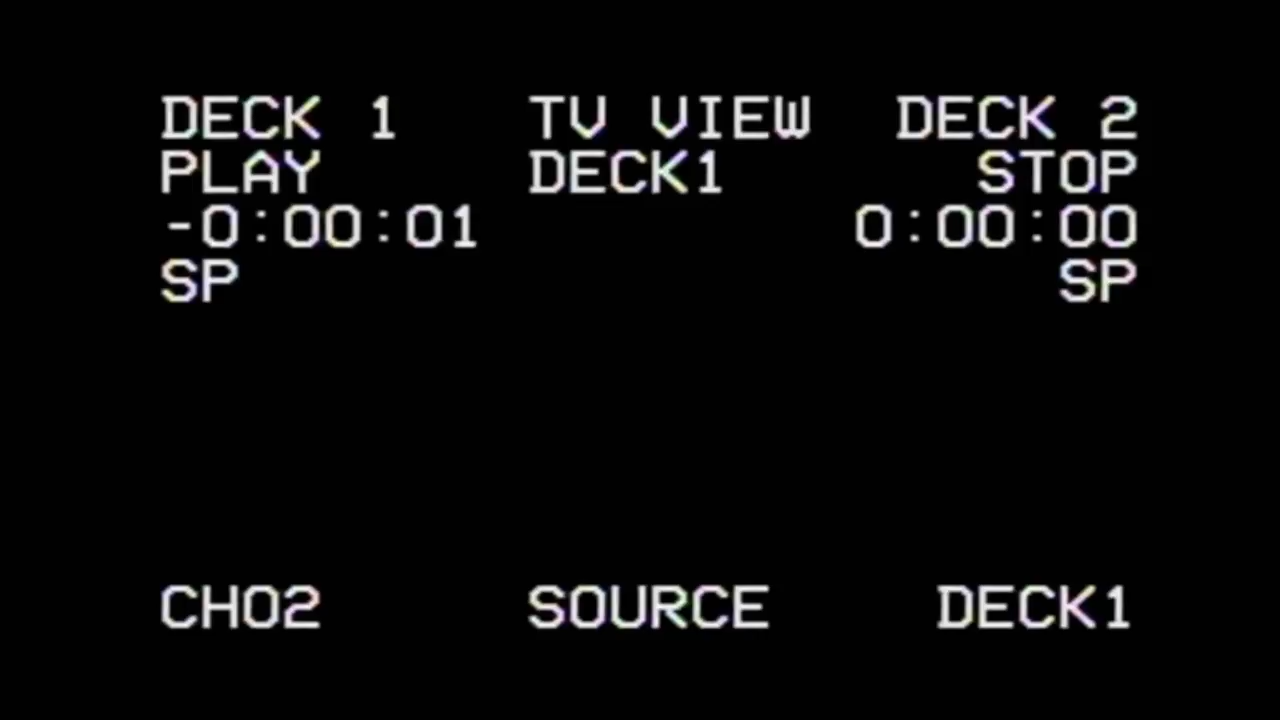 DECK 1 TV VIEW DECK 2
PLAY DECK1 STOP
-0:00:01 0:00:00
SP SP
CH02 SOURCE DECK1